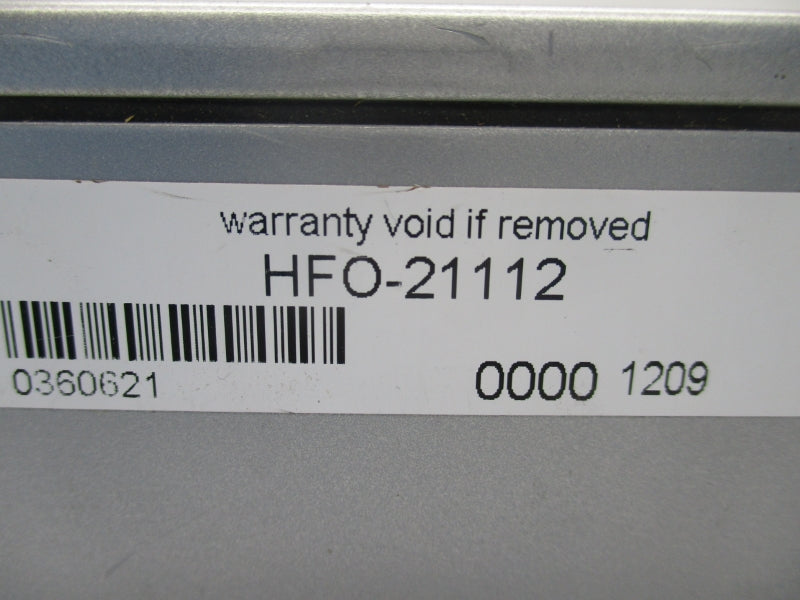 warranty void if removed
HFO-21112
0360621 0000 1209